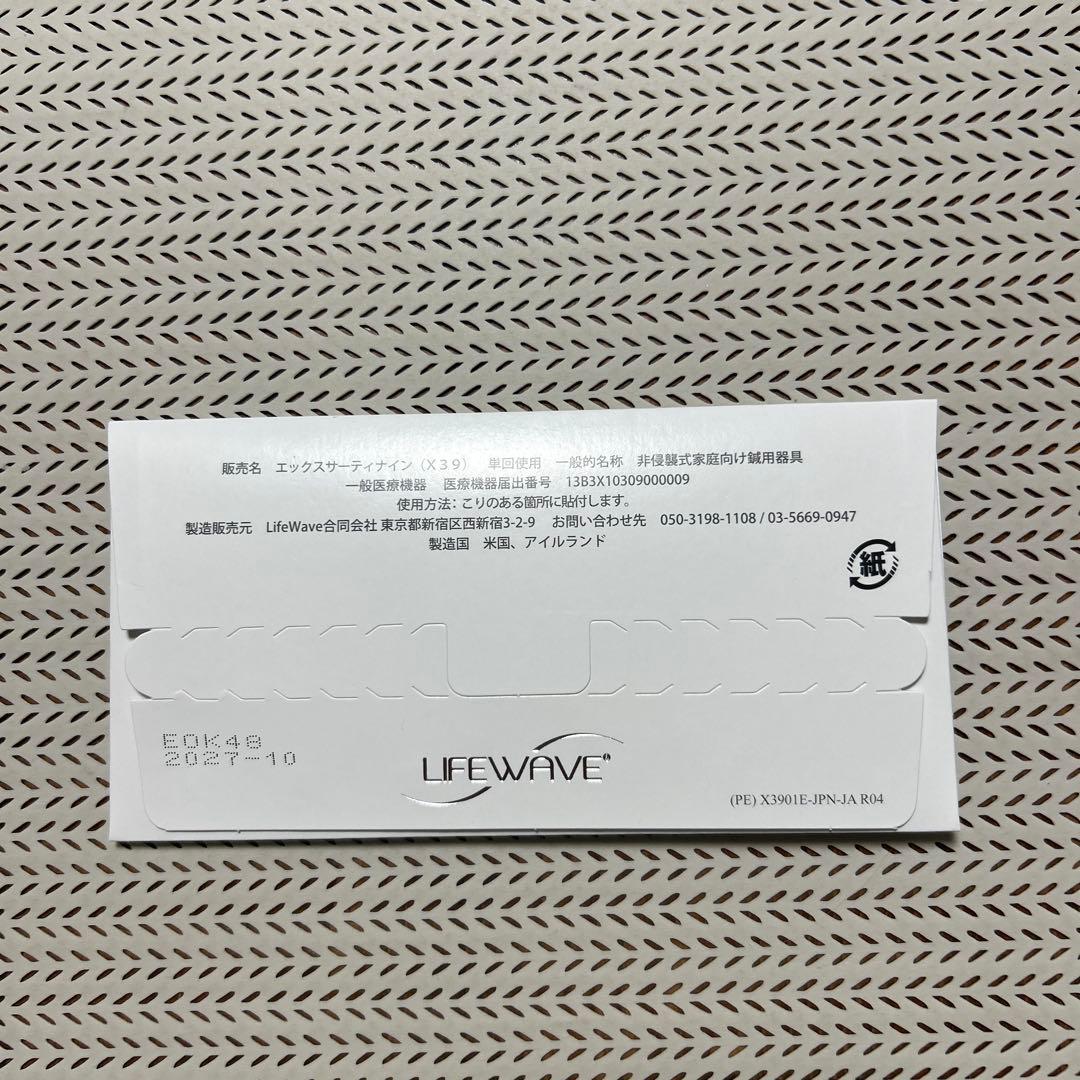 販売名　エックスサーティナイン（X39）　単回使用　一般的名称　非侵襲式家庭向け鍼用器具
一般医療機器　医療機器届出番号　13B3X10309000009
使用方法：こりのある箇所に貼付します。
製造販売元　LifeWave合同会社 東京都新宿区西新宿3-2-9　お問い合わせ先　050-3198-1108 / 03-5669-0947
製造国　米国、アイルランド
紙
EOK48
2027-10
LIFEWAVE
(PE) X3901E-JPN-JA R04